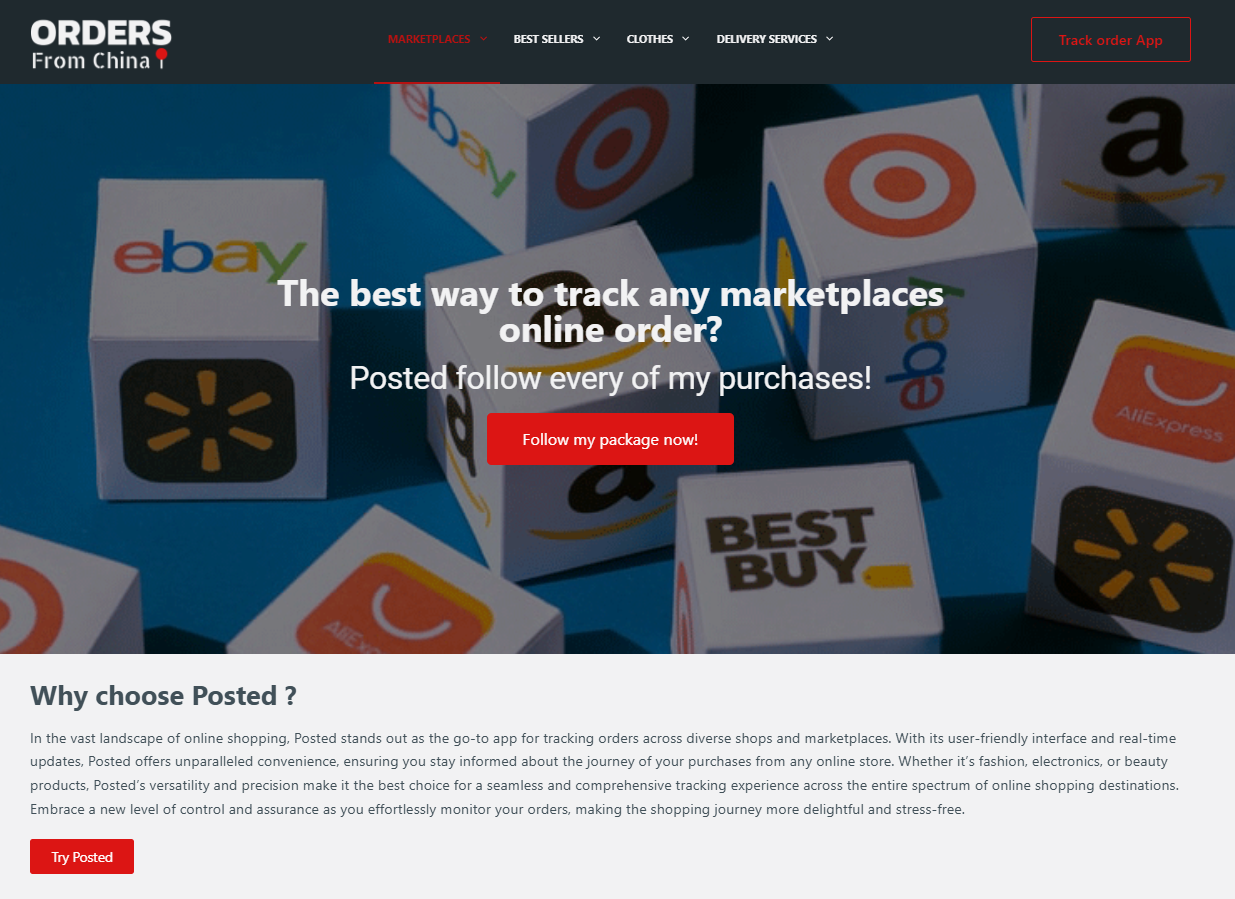 ORDERS
From China
MARKETPLACES
BEST SELLERS
CLOTHES
DELIVERY SERVICES
Track order App
ebay
ebay
The best way to track any marketplaces
online order?
ebay
Posted follow every of my purchases!
AliExpress
Follow my package now!
BEST
BUY
AliExpress
Why choose Posted ?
In the vast landscape of online shopping, Posted stands out as the go-to app for tracking orders across diverse shops and marketplaces. With its user-friendly interface and real-time
updates, Posted offers unparalleled convenience, ensuring you stay informed about the journey of your purchases from any online store. Whether it’s fashion, electronics, or beauty
products, Posted’s versatility and precision make it the best choice for a seamless and comprehensive tracking experience across the entire spectrum of online shopping destinations.
Embrace a new level of control and assurance as you effortlessly monitor your orders, making the shopping journey more delightful and stress-free.
Try Posted